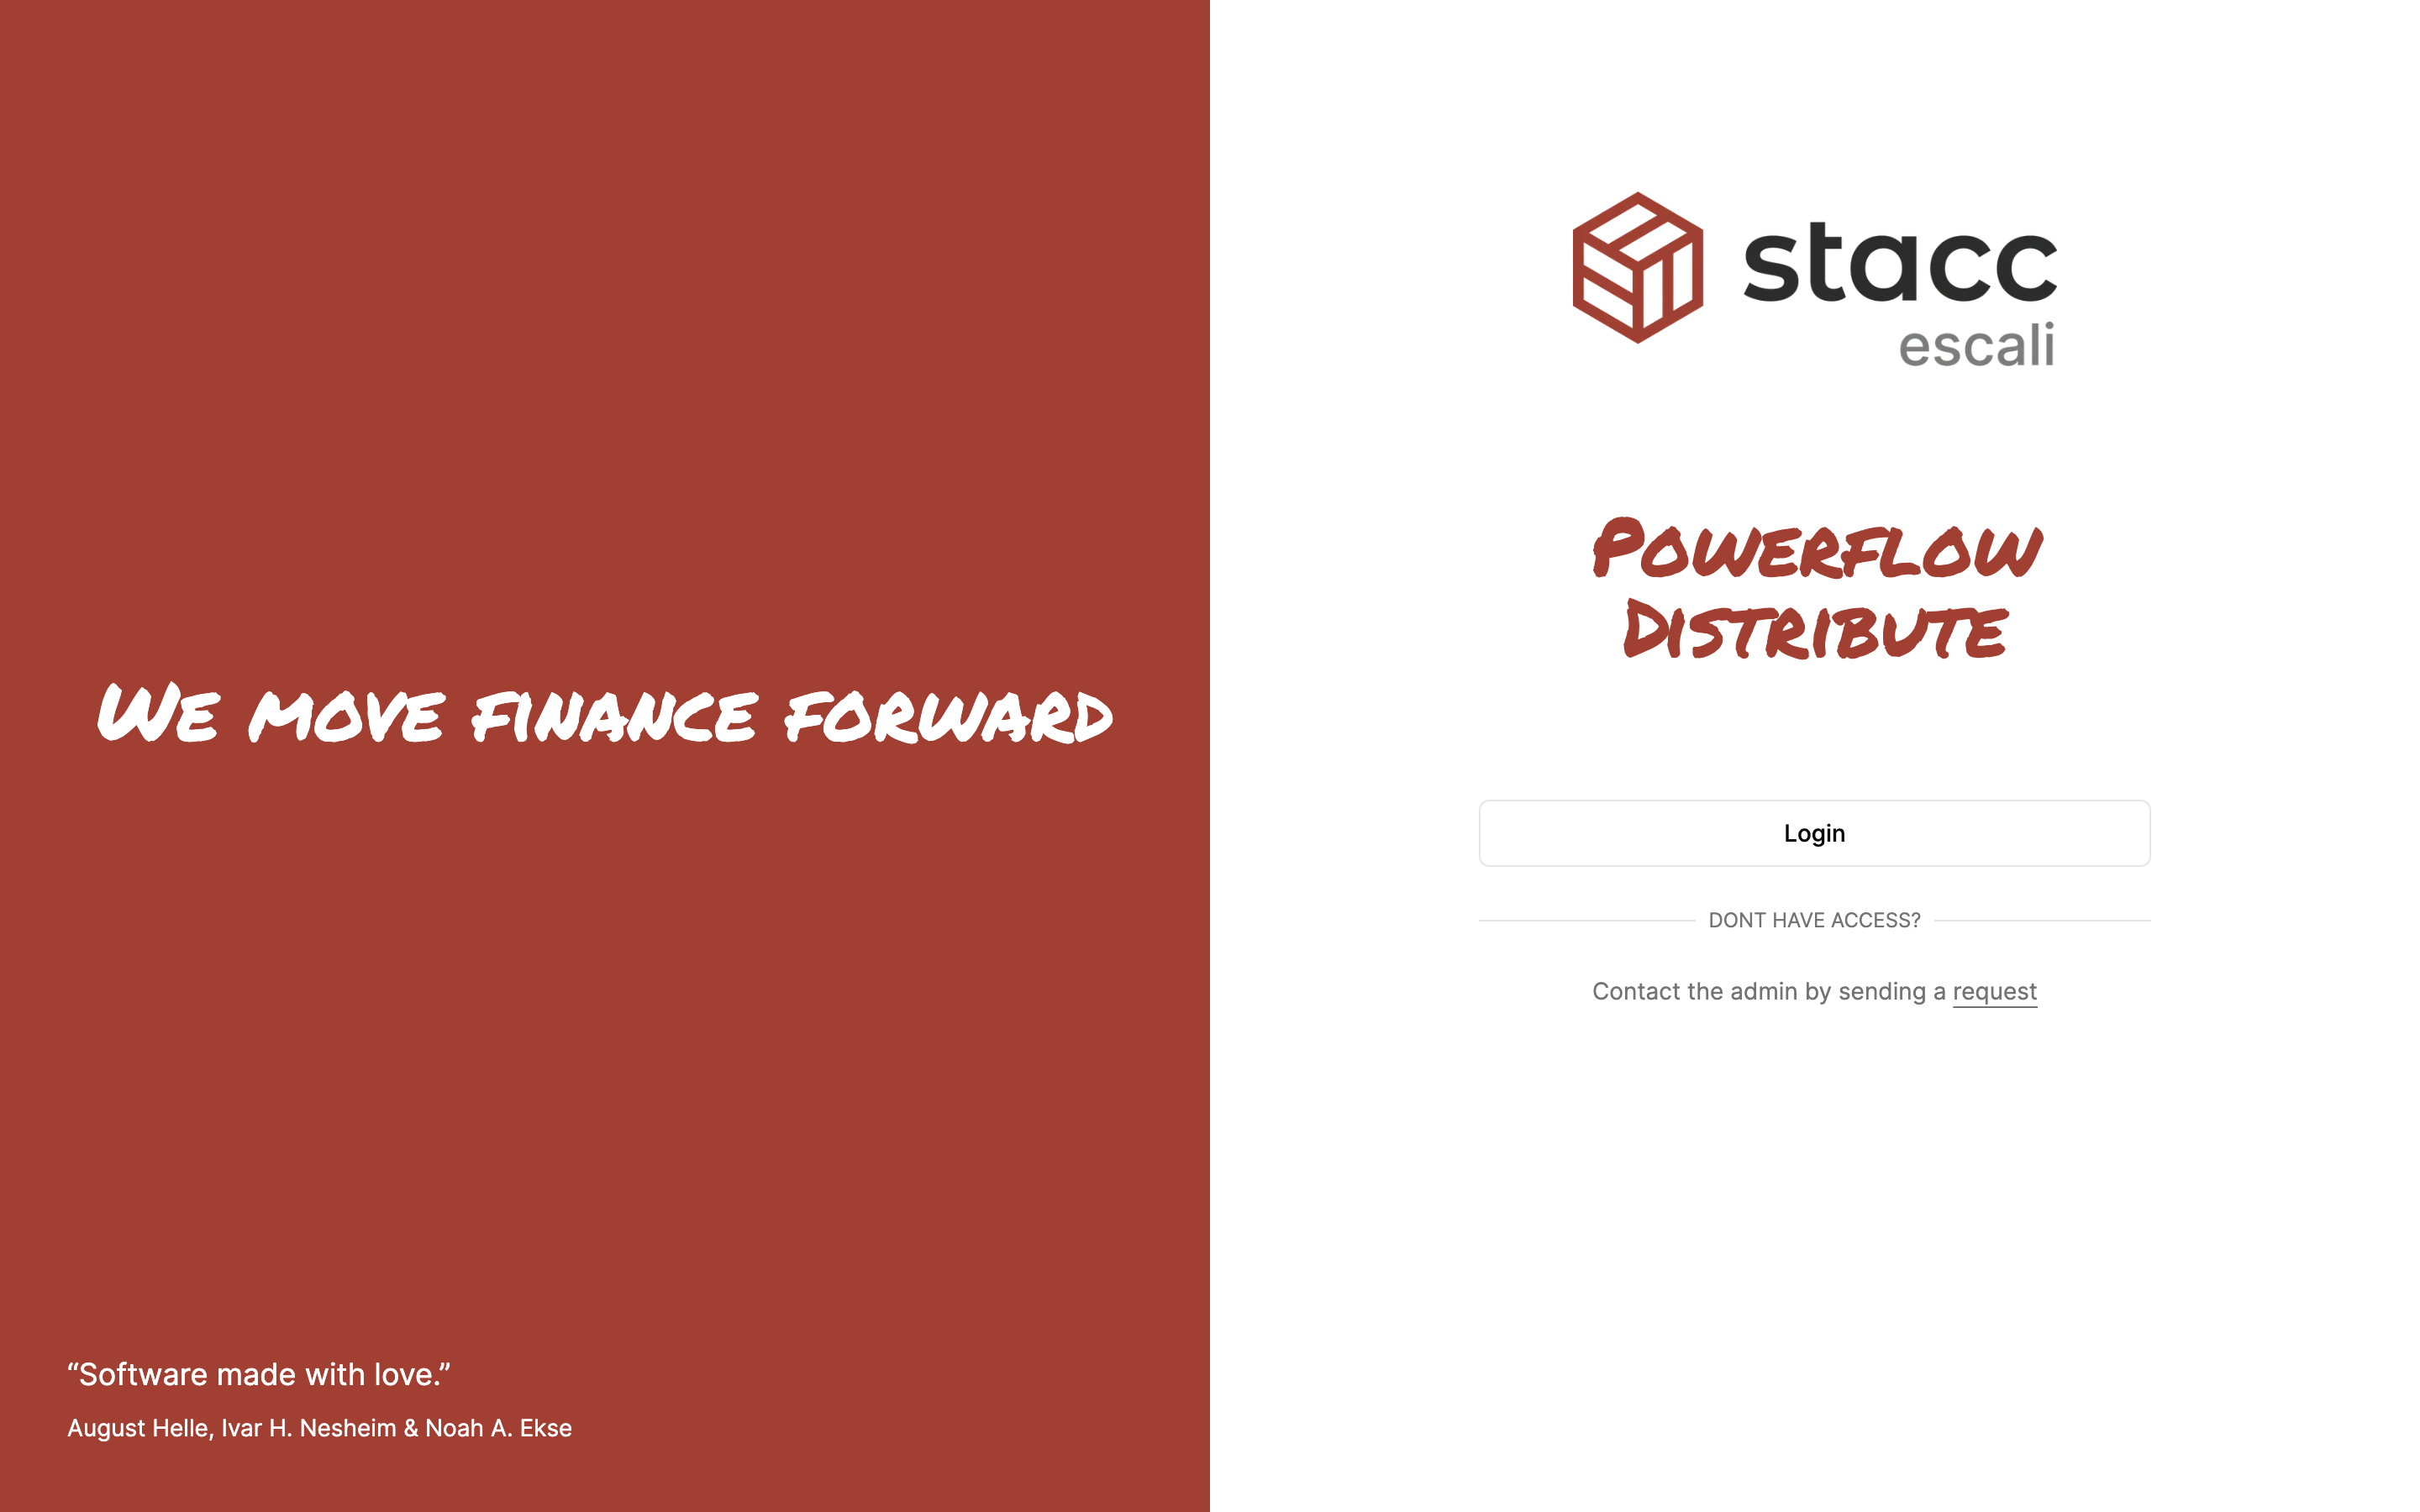 We move finance forward
“Software made with love.”
August Helle, Ivar H. Nesheim & Noah A. Ekse
stacc
escali
Powerflow
Distribute
Login
DONT HAVE ACCESS?
Contact the admin by sending a request